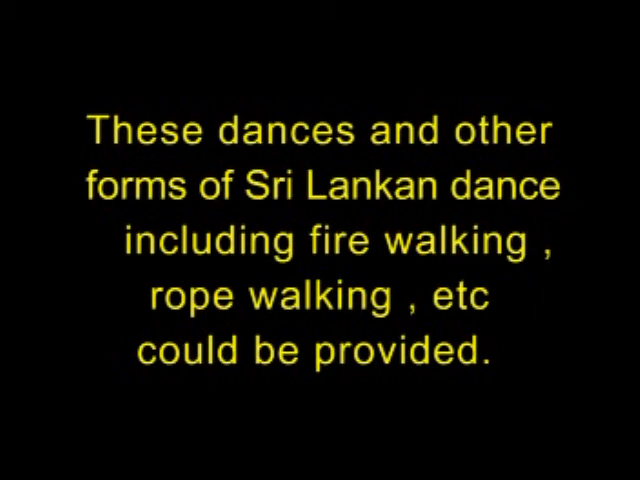 These dances and other
forms of Sri Lankan dance
including fire walking ,
rope walking , etc
could be provided.